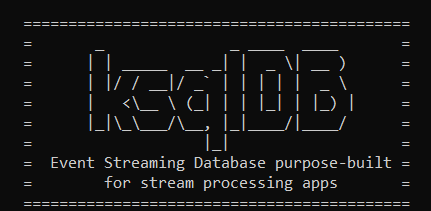 ksqlDB
Event Streaming Database purpose-built
for stream processing apps